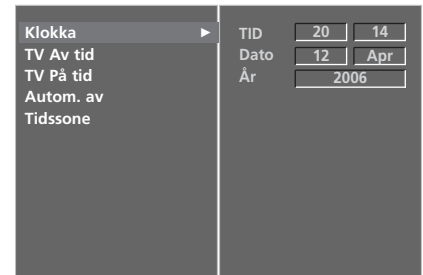 Klokka ►
TV Av tid
TV På tid
Autom. av
Tidssone
TID 20 14
Dato 12 Apr
År 2006